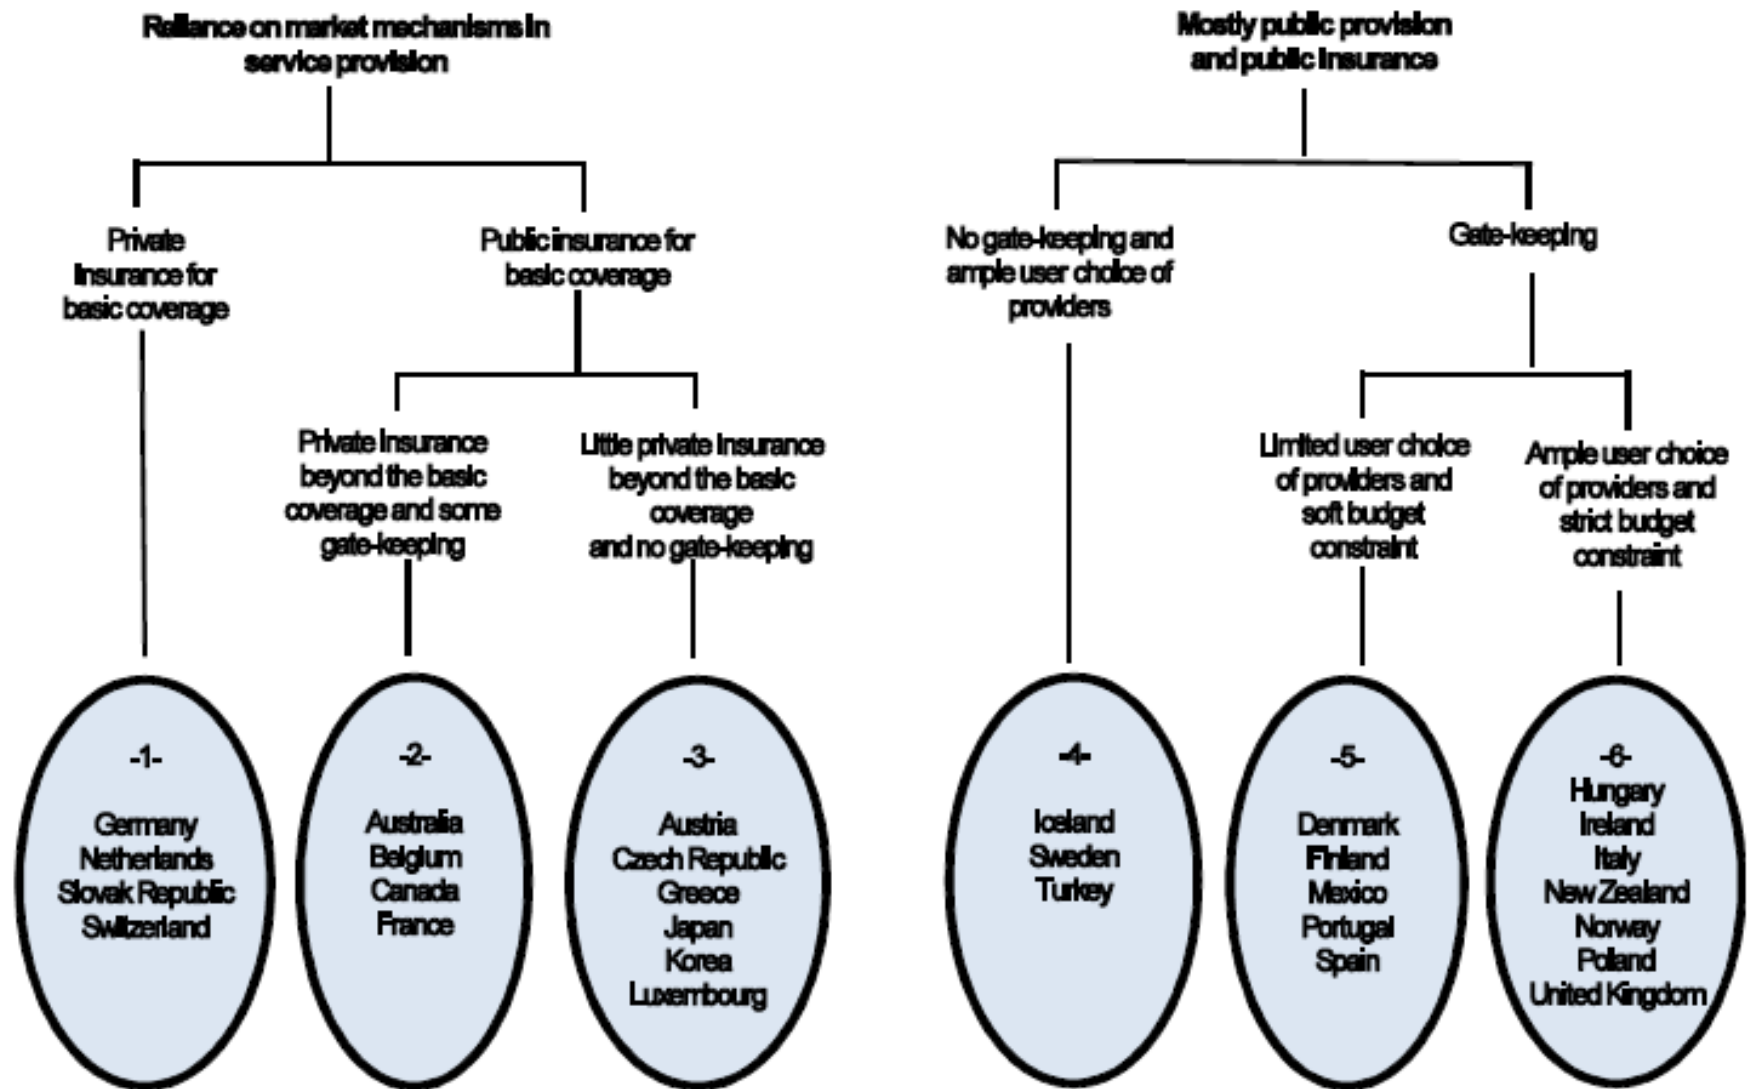 Reliance on market mechanisms in
service provision
Mostly public provision
and public insurance
Private
insurance for
basic coverage
Public insurance for
basic coverage
No gate-keeping and
ample user choice of
providers
Gate-keeping
Private insurance
beyond the basic
coverage and some
gate-keeping
Little private insurance
beyond the basic
coverage
and no gate-keeping
Limited user choice
of providers and
soft budget
constraint
Ample user choice
of providers and
strict budget
constraint
-1-
Germany
Netherlands
Slovak Republic
Switzerland
-2-
Australia
Belgium
Canada
France
-3-
Austria
Czech Republic
Greece
Japan
Korea
Luxembourg
-4-
Iceland
Sweden
Turkey
-5-
Denmark
Finland
Mexico
Portugal
Spain
-6-
Hungary
Ireland
Italy
New Zealand
Norway
Poland
United Kingdom